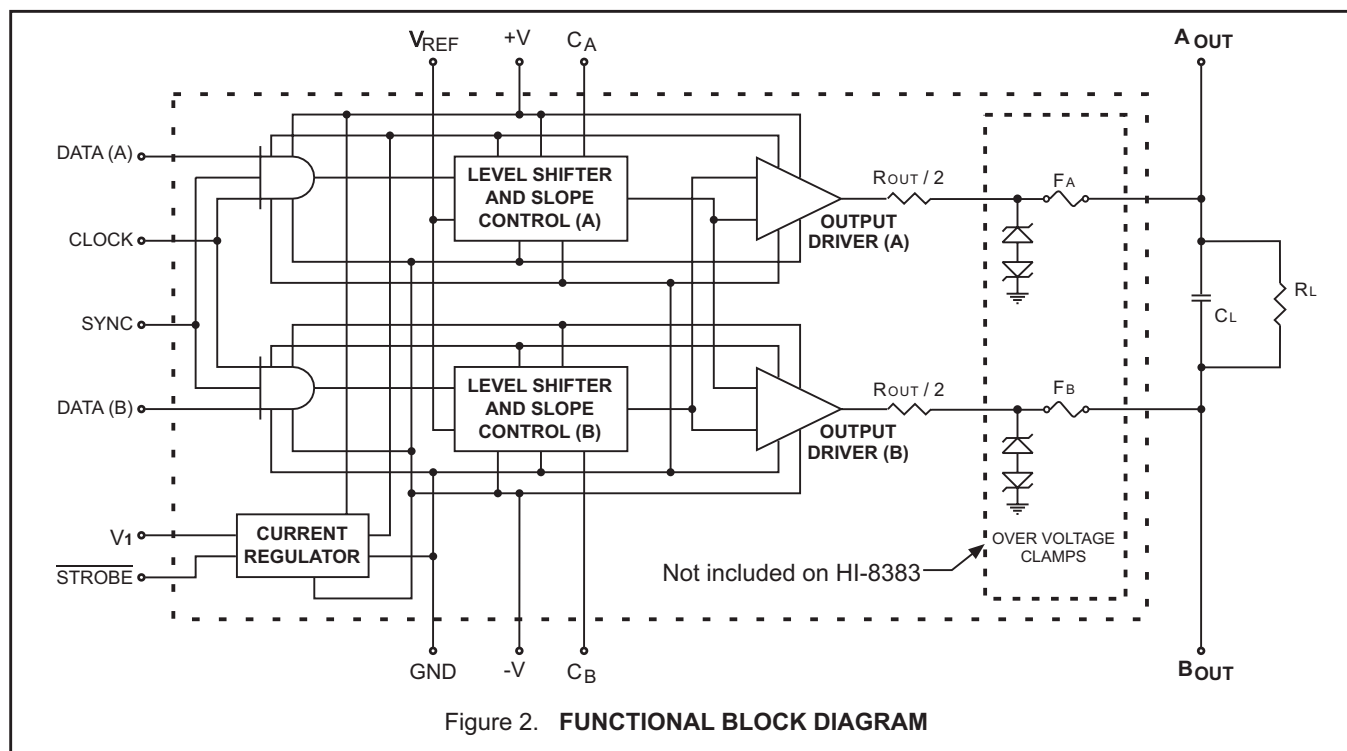 VREF
+V
CA
AOUT
DATA (A)
CLOCK
SYNC
DATA (B)
V1
STROBE
LEVEL SHIFTER
AND SLOPE
CONTROL (A)
OUTPUT
DRIVER (A)
ROUT / 2
FA
CL
RL
LEVEL SHIFTER
AND SLOPE
CONTROL (B)
OUTPUT
DRIVER (B)
ROUT / 2
FB
CURRENT
REGULATOR
OVER VOLTAGE
CLAMPS
Not included on HI-8383
GND
-V
CB
BOUT
Figure 2. FUNCTIONAL BLOCK DIAGRAM